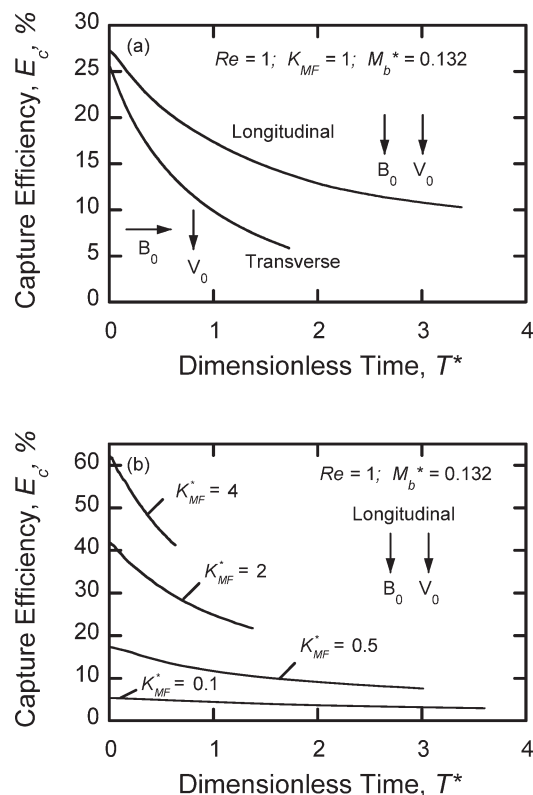 Capture Efficiency, E_c, %
30
25
20
15
10
5
0
(a)
Re = 1; K_MF = 1; M_b* = 0.132
Longitudinal
B_0 V_0
B_0
V_0
Transverse
0 1 2 3 4
Dimensionless Time, T*
Capture Efficiency, E_c, %
60
50
40
30
20
10
0
(b)
Re = 1; M_b* = 0.132
K*_MF = 4
Longitudinal
K*_MF = 2
B_0 V_0
K*_MF = 0.5
K*_MF = 0.1
0 1 2 3 4
Dimensionless Time, T*